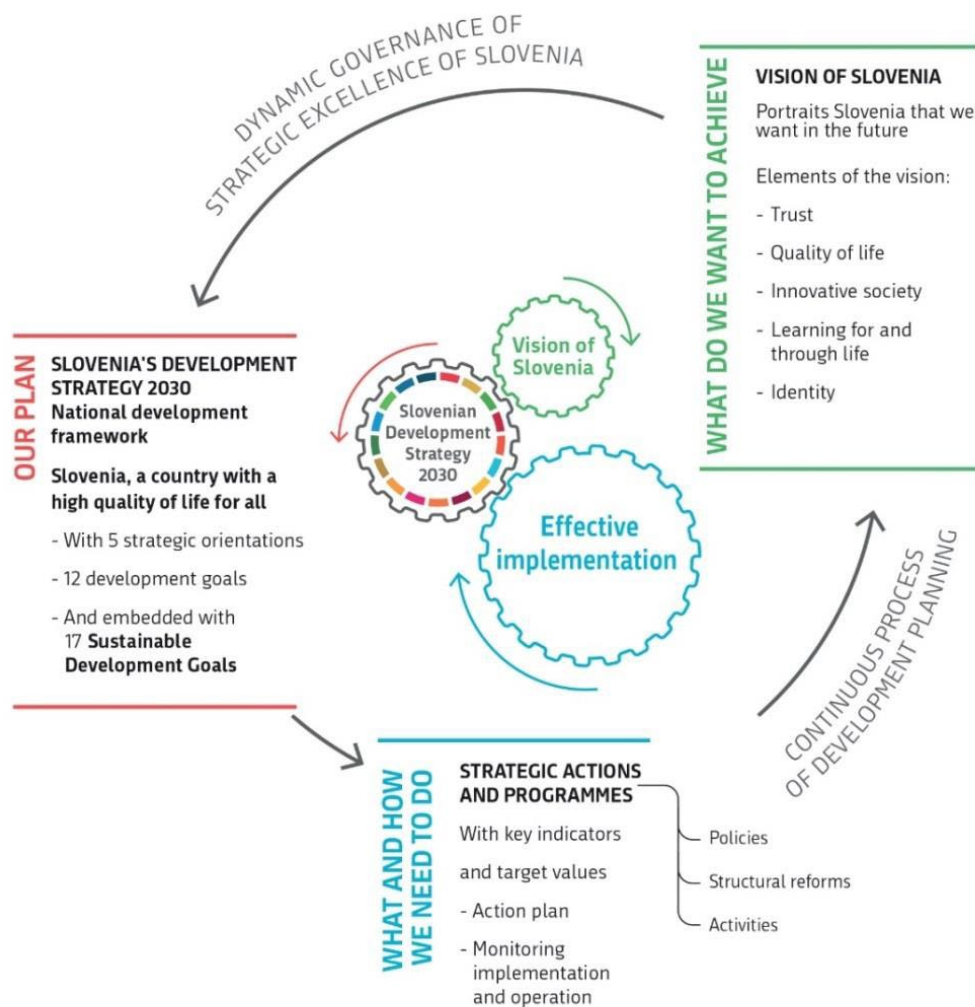 DYNAMIC GOVERNANCE OF
STRATEGIC EXCELLENCE OF SLOVENIA
WHAT DO WE WANT TO ACHIEVE
VISION OF SLOVENIA
Portraits Slovenia that we
want in the future
Elements of the vision:
- Trust
- Quality of life
- Innovative society
- Learning for and
through life
- Identity
Vision of
Slovenia
Slovenian
Development
Strategy
2030
Effective
implementation
OUR PLAN
SLOVENIA'S DEVELOPMENT
STRATEGY 2030
National development
framework
Slovenia, a country with a
high quality of life for all
- With 5 strategic orientations
- 12 development goals
- And embedded with
17 Sustainable
Development Goals
CONTINUOUS PROCESS
OF DEVELOPMENT PLANNING
WHAT AND HOW
WE NEED TO DO
STRATEGIC ACTIONS
AND PROGRAMMES
With key indicators
and target values
- Action plan
- Monitoring
implementation
and operation
Policies
Structural reforms
Activities